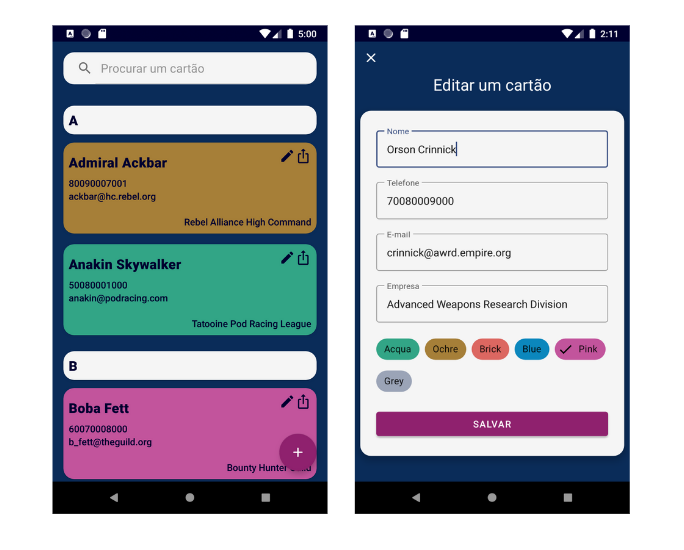 5:00
Procurar um cartão
A
Admiral Ackbar
80090007001
ackbar@hc.rebel.org
Rebel Alliance High Command
Anakin Skywalker
50080001000
anakin@podracing.com
Tatooine Pod Racing League
B
Boba Fett
60070008000
b_fett@theguild.org
Bounty Hunter
+
2:11
Editar um cartão
Nome
Orson Crinnick
Telefone
70080009000
E-mail
crinnick@awrd.empire.org
Empresa
Advanced Weapons Research Division
Acqua Ochre Brick Blue Pink
Grey
SALVAR